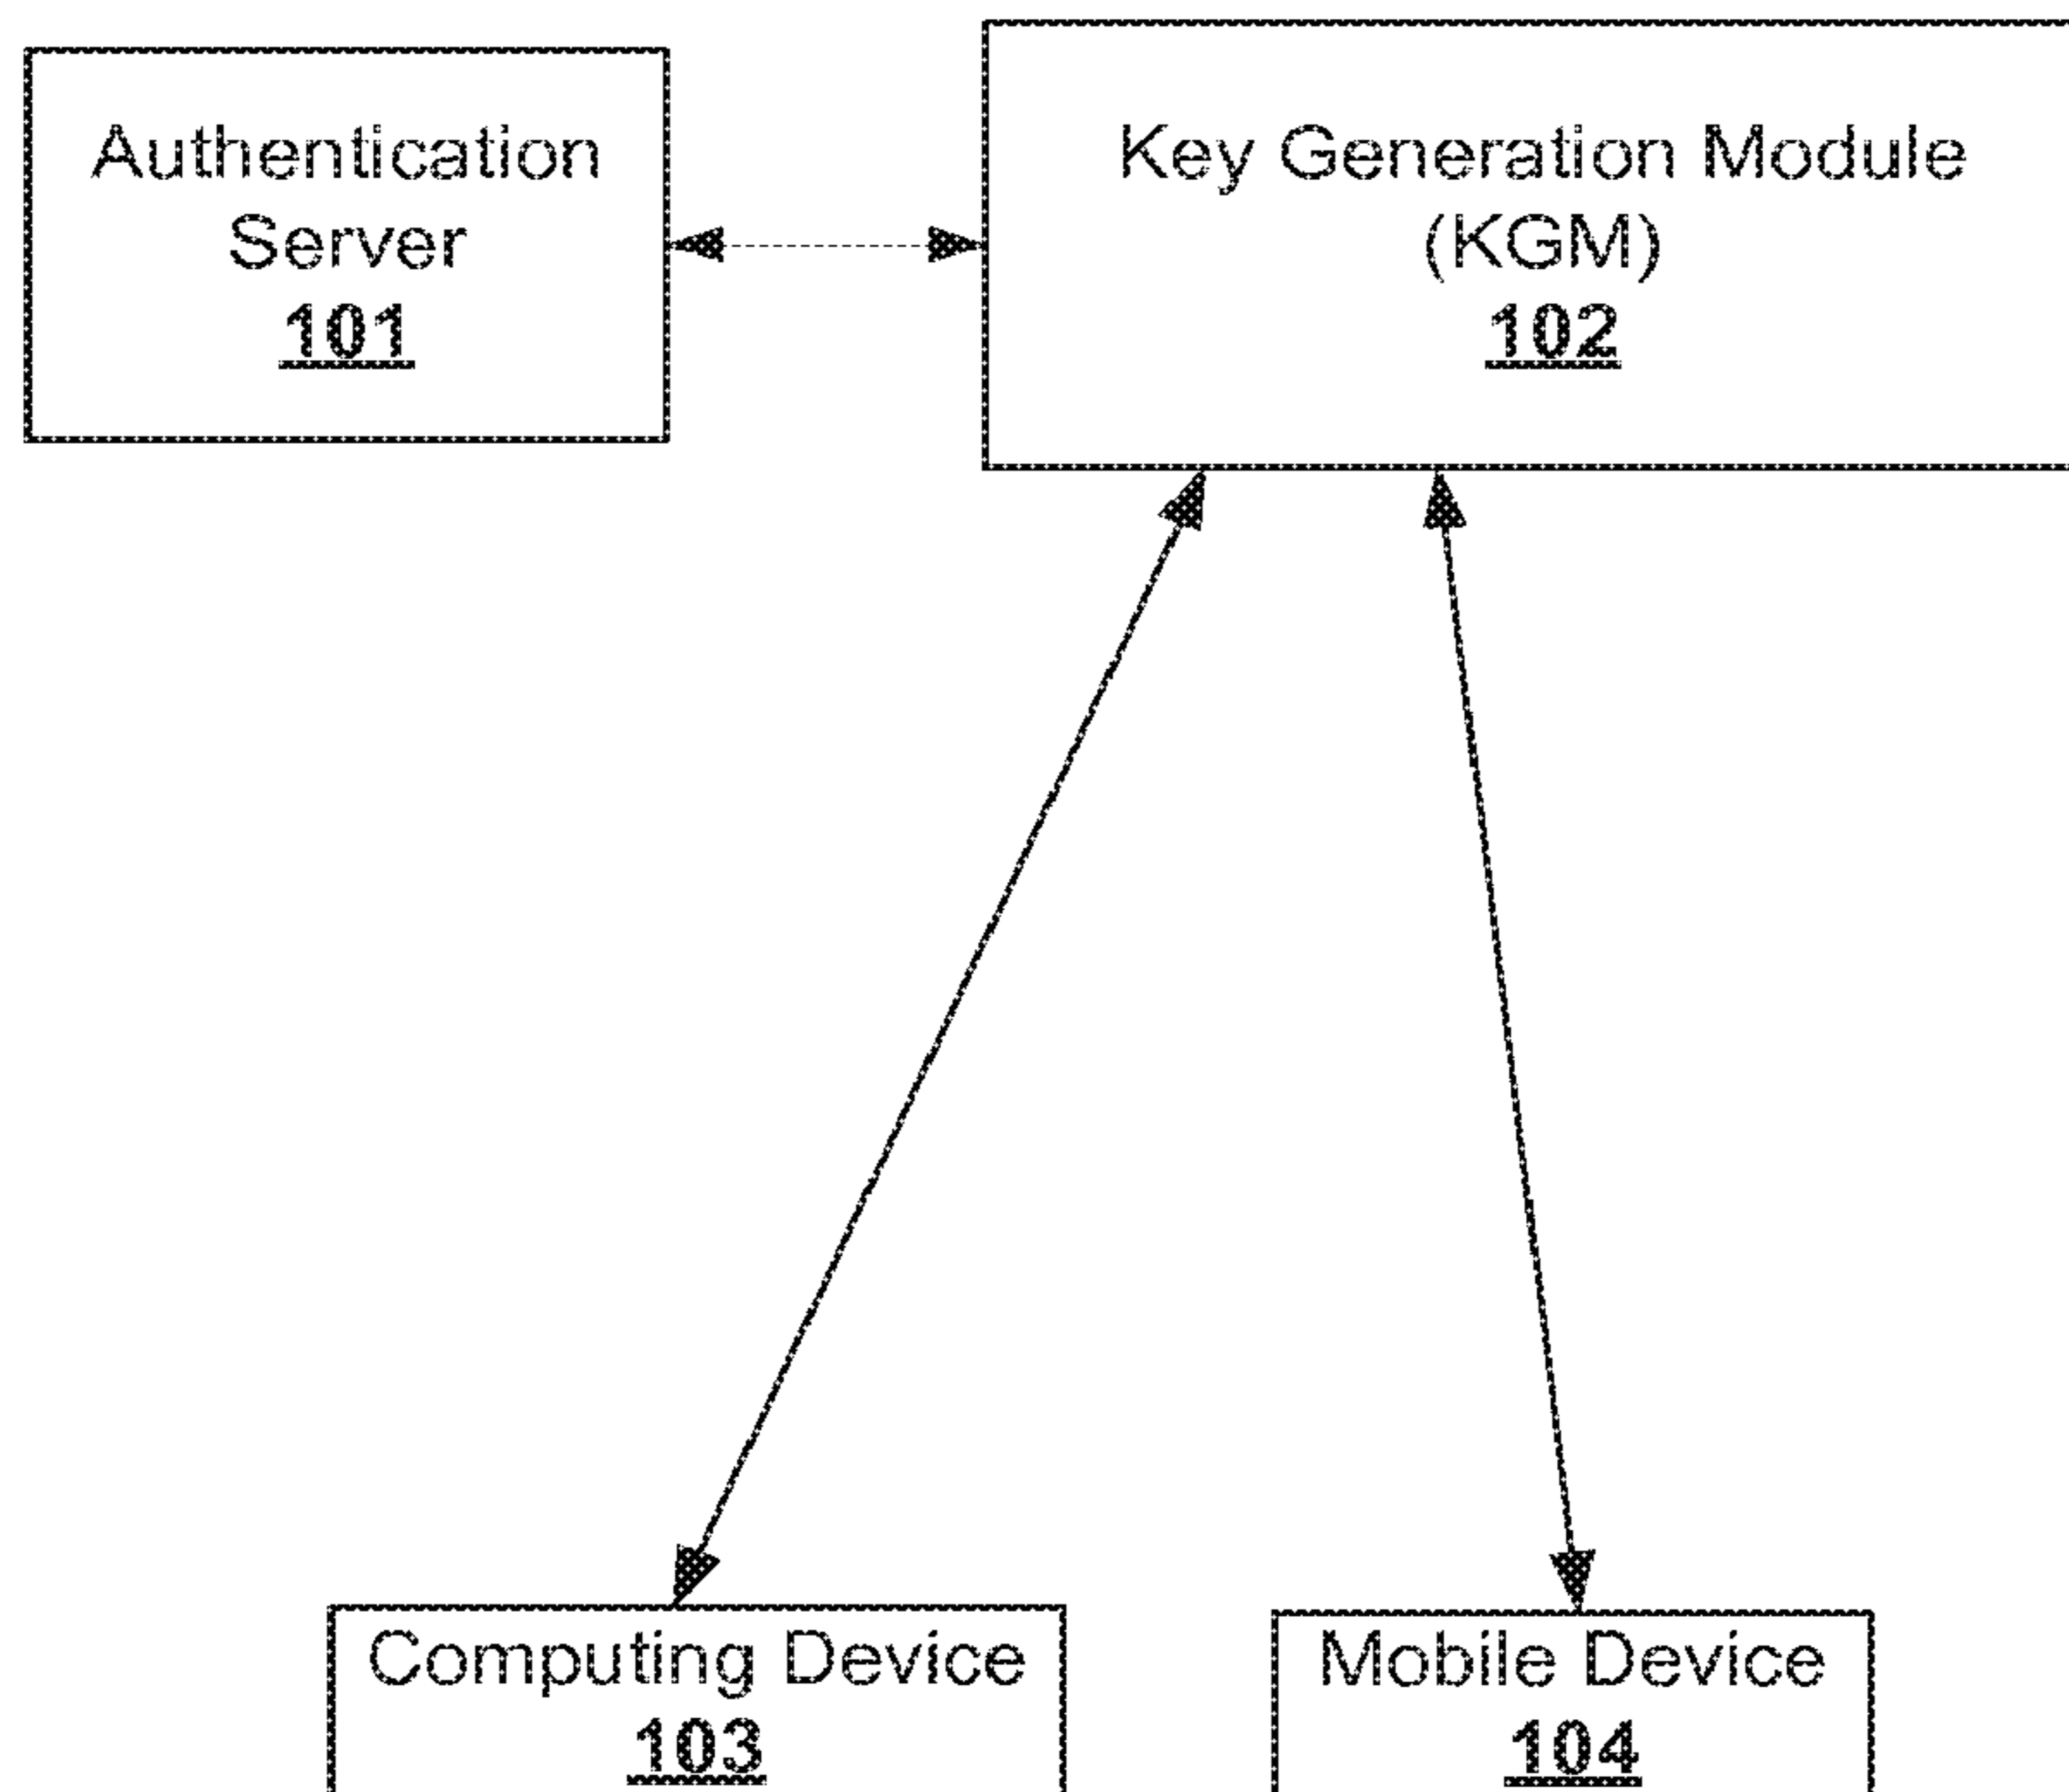 Authentication
Server
101
Key Generation Module
(KGM)
102
Computing Device
103
Mobile Device
104